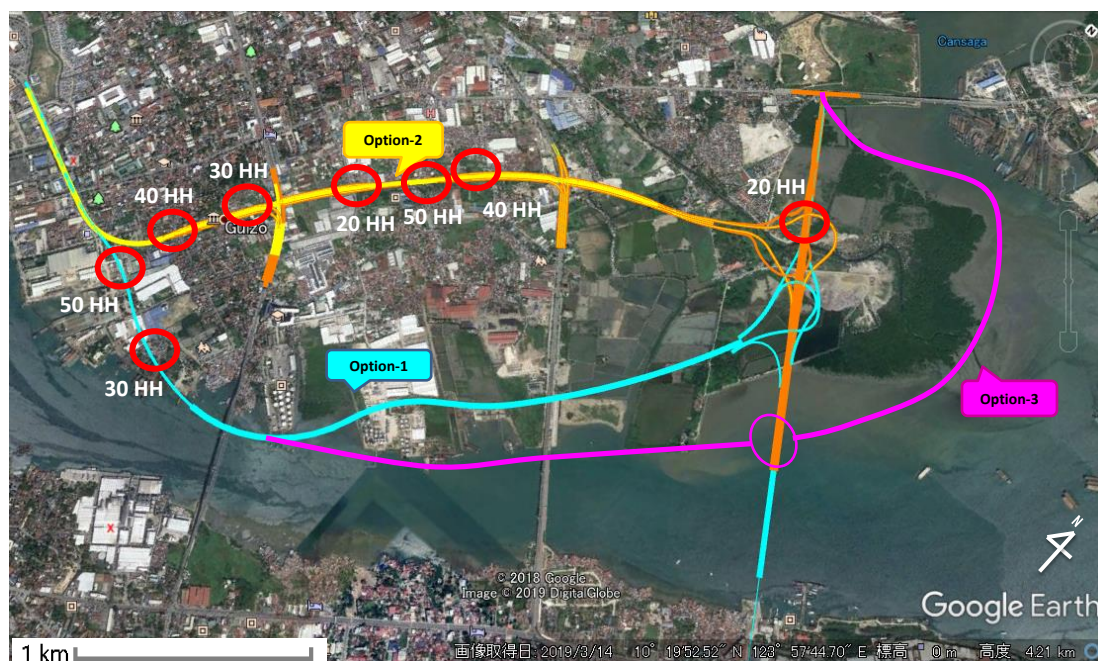 Cansaga
Option-2
30 HH
40 HH
20 HH
Guizo
20 HH
50 HH
40 HH
50 HH
30 HH
Option-1
Option-3
N
© 2018 Google
Image © 2019 DigitalGlobe
Google Earth
1 km
画像取得日: 2019/3/14 10° 19'52.52" N 123° 57'44.70" E 標高 0 m 高度 4.21 km